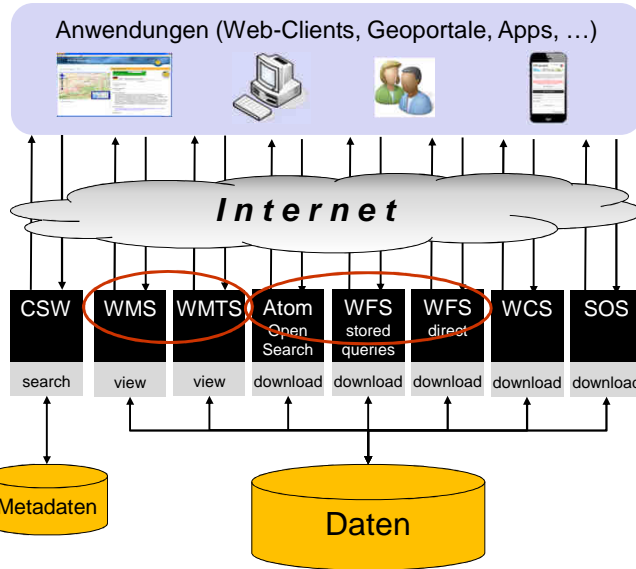 Anwendungen (Web-Clients, Geoportale, Apps, …)
Internet
CSW
search
WMS
view
WMTS
view
Atom
Open
Search
download
WFS
stored
queries
download
WFS
direct
download
WCS
download
SOS
download
Metadaten
Daten